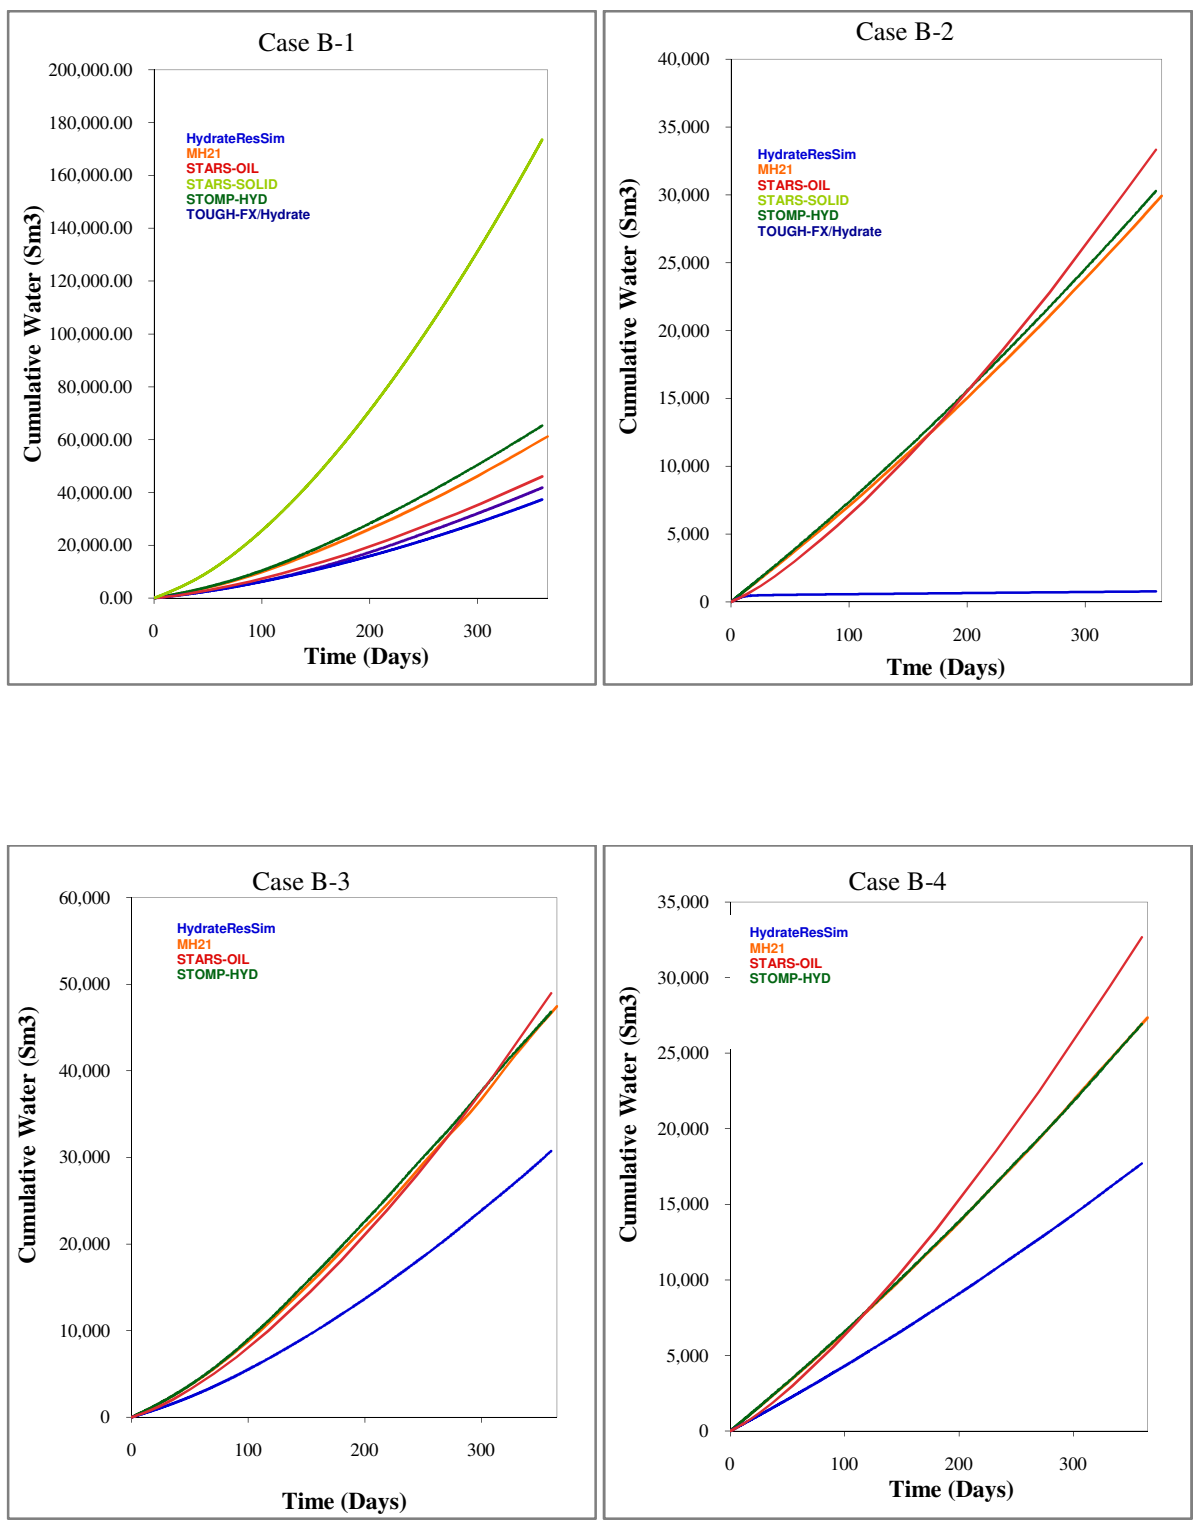 Case B-1
200,000.00
180,000.00
160,000.00
140,000.00
120,000.00
100,000.00
80,000.00
60,000.00
40,000.00
20,000.00
0.00
HydrateResSim
MH21
STARS-OIL
STARS-SOLID
STOMP-HYD
TOUGH-FX/Hydrate
Cumulative Water (Sm3)
0 100 200 300
Time (Days)
Case B-2
40,000
35,000
30,000
25,000
20,000
15,000
10,000
5,000
0
HydrateResSim
MH21
STARS-OIL
STARS-SOLID
STOMP-HYD
TOUGH-FX/Hydrate
Cumulative Water (Sm3)
0 100 200 300
Tme (Days)
Case B-3
60,000
50,000
40,000
30,000
20,000
10,000
0
HydrateResSim
MH21
STARS-OIL
STOMP-HYD
Cumulative Water (Sm3)
0 100 200 300
Time (Days)
Case B-4
35,000
30,000
25,000
20,000
15,000
10,000
5,000
0
HydrateResSim
MH21
STARS-OIL
STOMP-HYD
Cumulative Water (Sm3)
0 100 200 300
Time (Days)